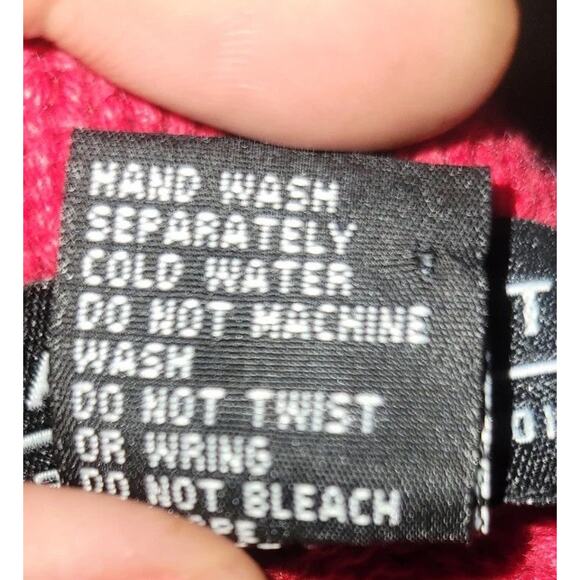 HAND WASH
SEPARATELY
COLD WATER
DO NOT MACHINE
WASH
DO NOT TWIST
OR WRING
DO NOT BLEACH
T